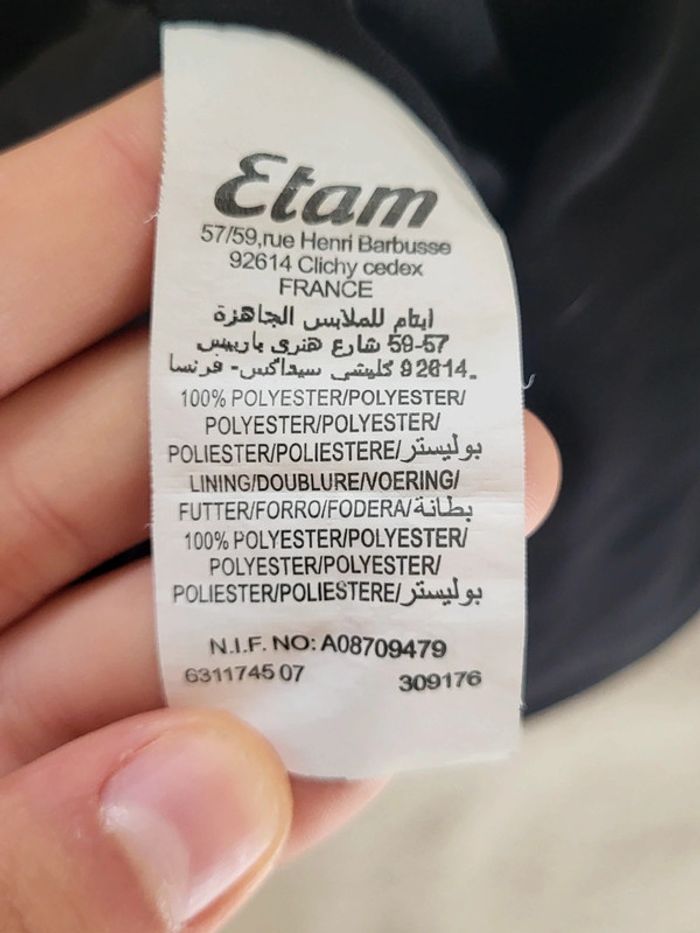 Etam
57/59,rue Henri Barbusse
92614 Clichy cedex
FRANCE
ايتام للملابس الجاهزة
59-57 شارع هنري باربيس
92614 كليشي سيداكس- فرنسا
100% POLYESTER/POLYESTER/
POLYESTER/POLYESTER/
POLIESTER/POLIESTERE/بوليستر
LINING/DOUBLURE/VOERING/
FUTTER/FORRO/FODERA/بطانة
100% POLYESTER/POLYESTER/
POLYESTER/POLYESTER/
POLIESTER/POLIESTERE/بوليستر
N.I.F. NO: A08709479
6311745 07 309176